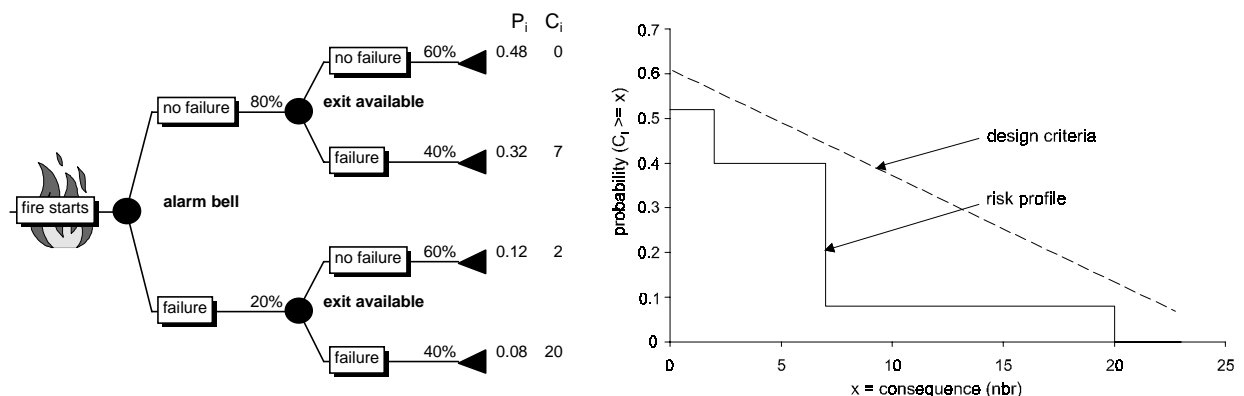 Pi Ci
no failure 60% 0.48 0
exit available
no failure 80%
failure 40% 0.32 7
fire starts
alarm bell
no failure 60% 0.12 2
exit available
failure 20%
failure 40% 0.08 20
probability (Ci >= x)
0.7
0.6
0.5
0.4
0.3
0.2
0.1
0
design criteria
risk profile
0 5 10 15 20 25
x = consequence (nbr)